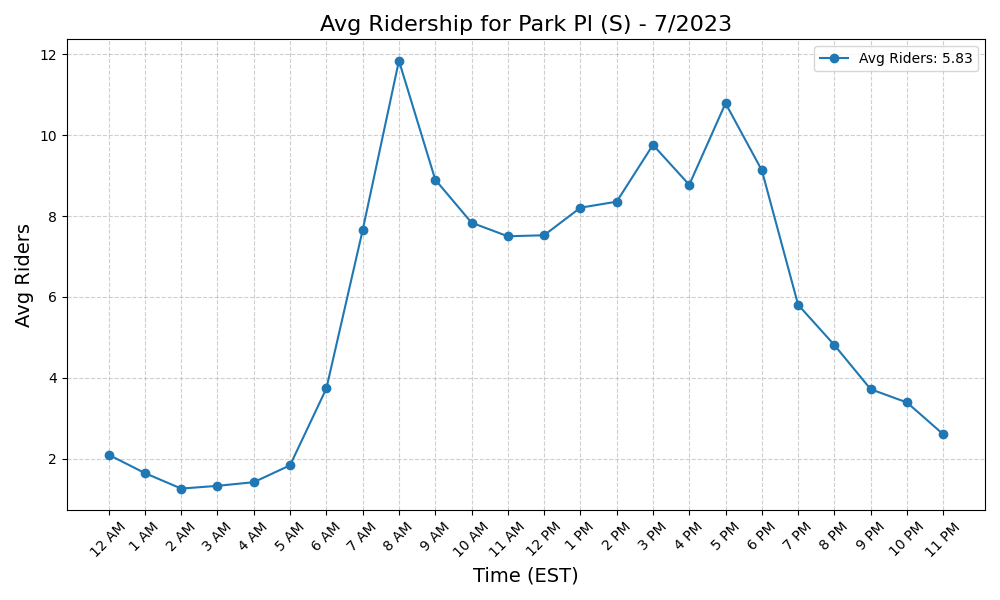 Avg Ridership for Park Pl (S) - 7/2023
Avg Riders: 5.83
Avg Riders
12
10
8
6
4
2
12 AM
1 AM
2 AM
3 AM
4 AM
5 AM
6 AM
7 AM
8 AM
9 AM
10 AM
11 AM
12 PM
1 PM
2 PM
3 PM
4 PM
5 PM
6 PM
7 PM
8 PM
9 PM
10 PM
11 PM
Time (EST)